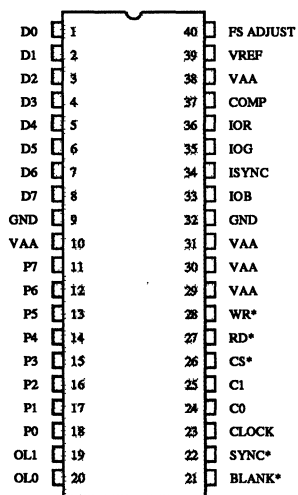 D0 1 40 FS ADJUST
D1 2 39 VREF
D2 3 38 VAA
D3 4 37 COMP
D4 5 36 IOR
D5 6 35 IOG
D6 7 34 ISYNC
D7 8 33 IOB
GND 9 32 GND
VAA 10 31 VAA
P7 11 30 VAA
P6 12 29 VAA
P5 13 28 WR*
P4 14 27 RD*
P3 15 26 CS*
P2 16 25 C1
P1 17 24 C0
P0 18 23 CLOCK
OL1 19 22 SYNC*
OL0 20 21 BLANK*